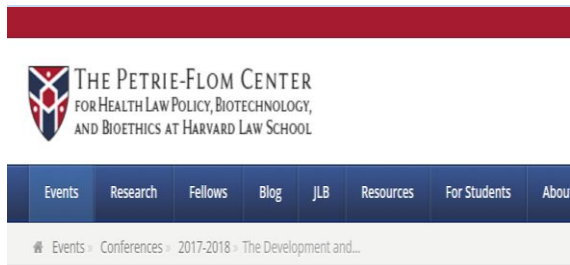 THE PETRIE-FLOM CENTER
FOR HEALTH LAW POLICY, BIOTECHNOLOGY,
AND BIOETHICS AT HARVARD LAW SCHOOL
Events Research Fellows Blog JLB Resources For Students Abou
Events » Conferences » 2017-2018 » The Development and...